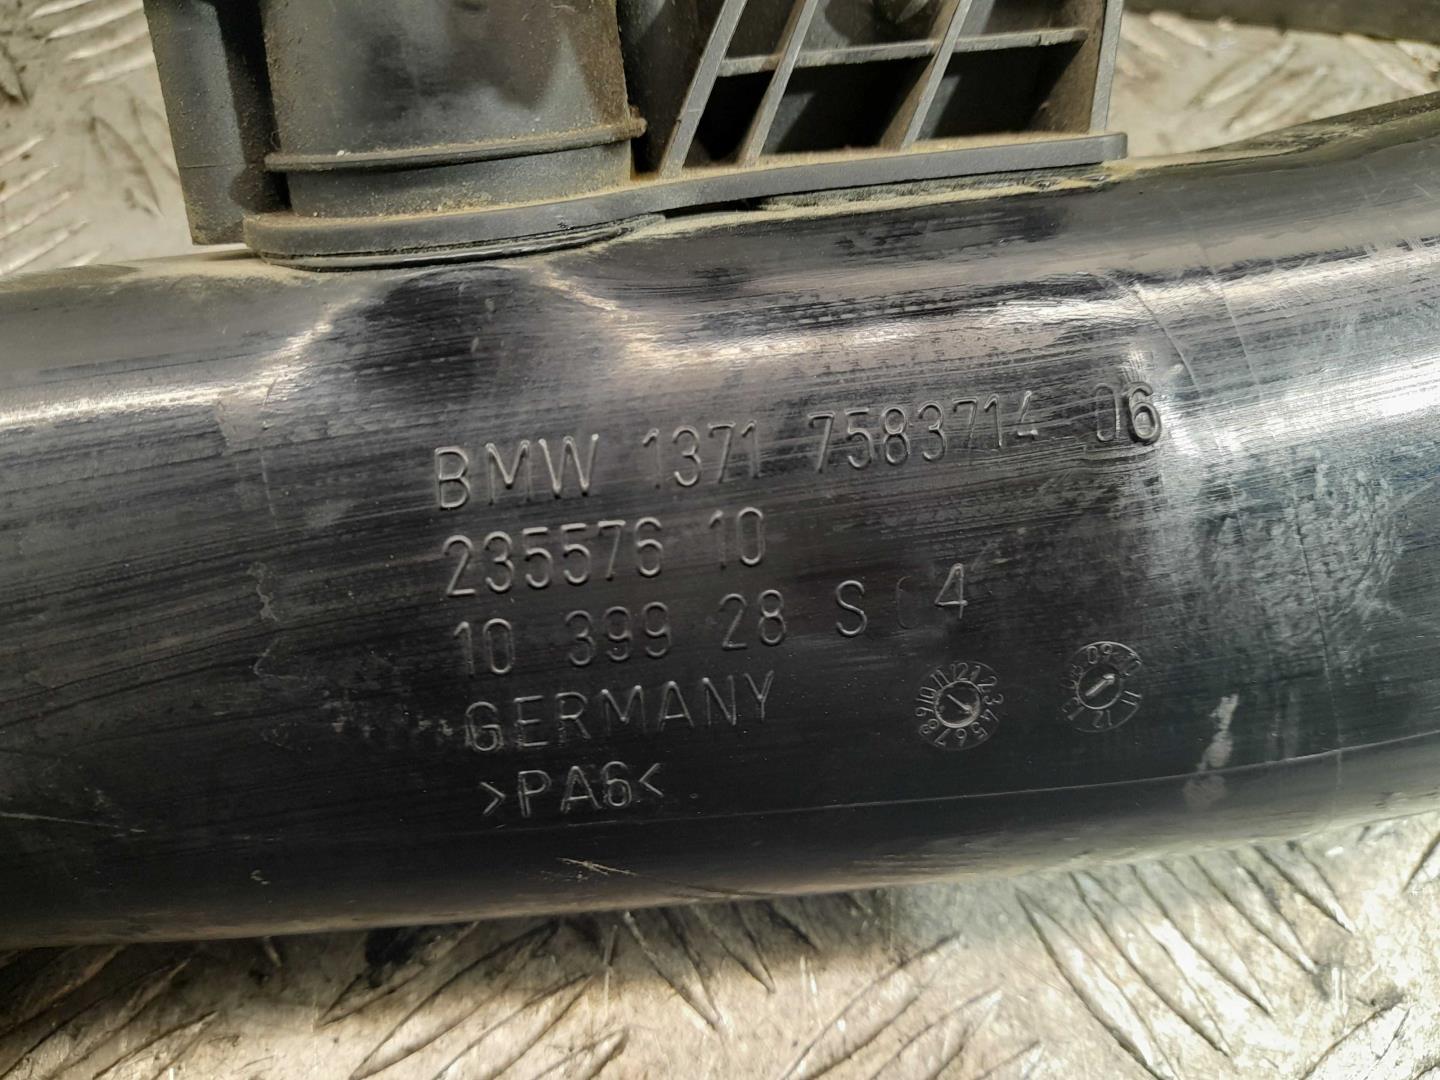 BMW 1371 7583714 06
235576 10
10 399 28 S 4
GERMANY
>PA6<